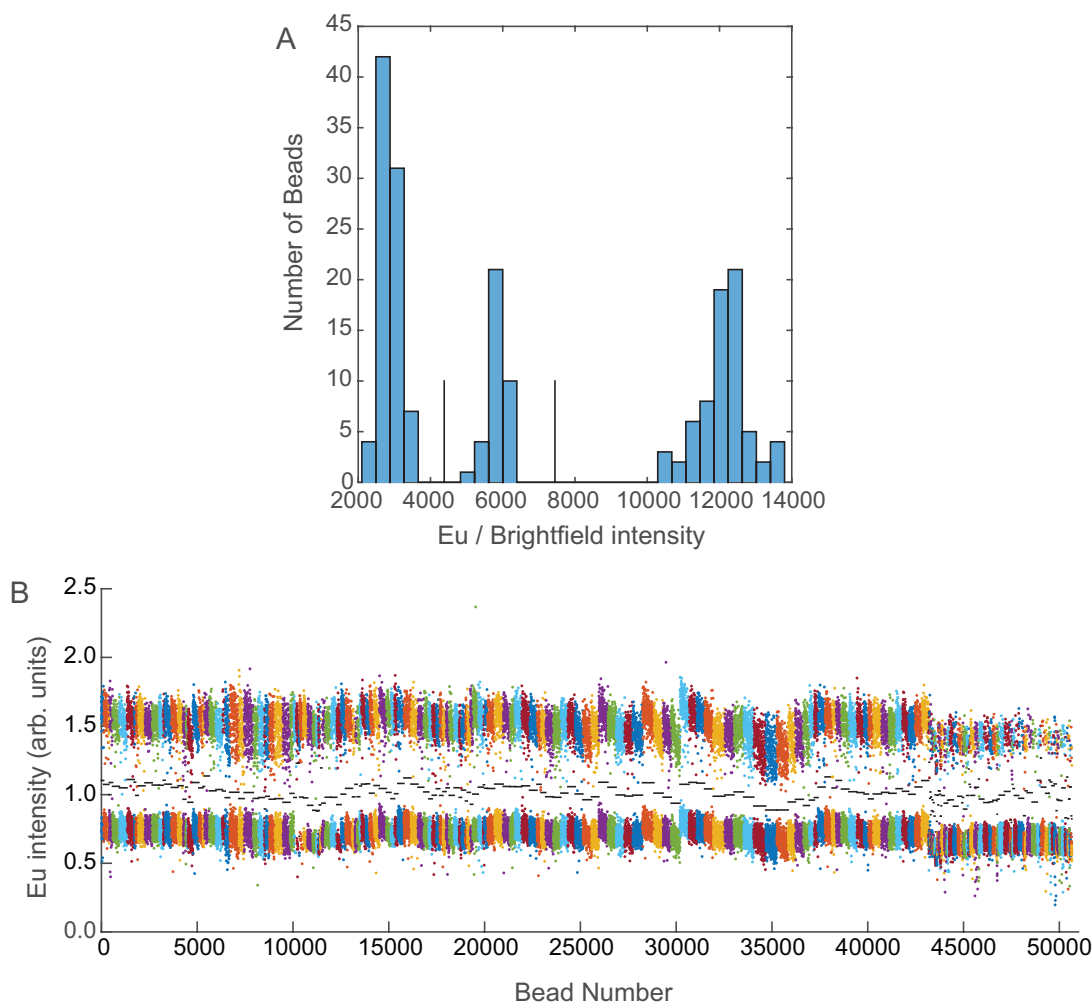 A
45
40
35
30
25
20
15
10
5
0
Number of Beads
2000 4000 6000 8000 10000 12000 14000
Eu / Brightfield intensity
B
2.5
2.0
1.5
1.0
0.5
0.0
Eu intensity (arb. units)
0 5000 10000 15000 20000 25000 30000 35000 40000 45000 50000
Bead Number